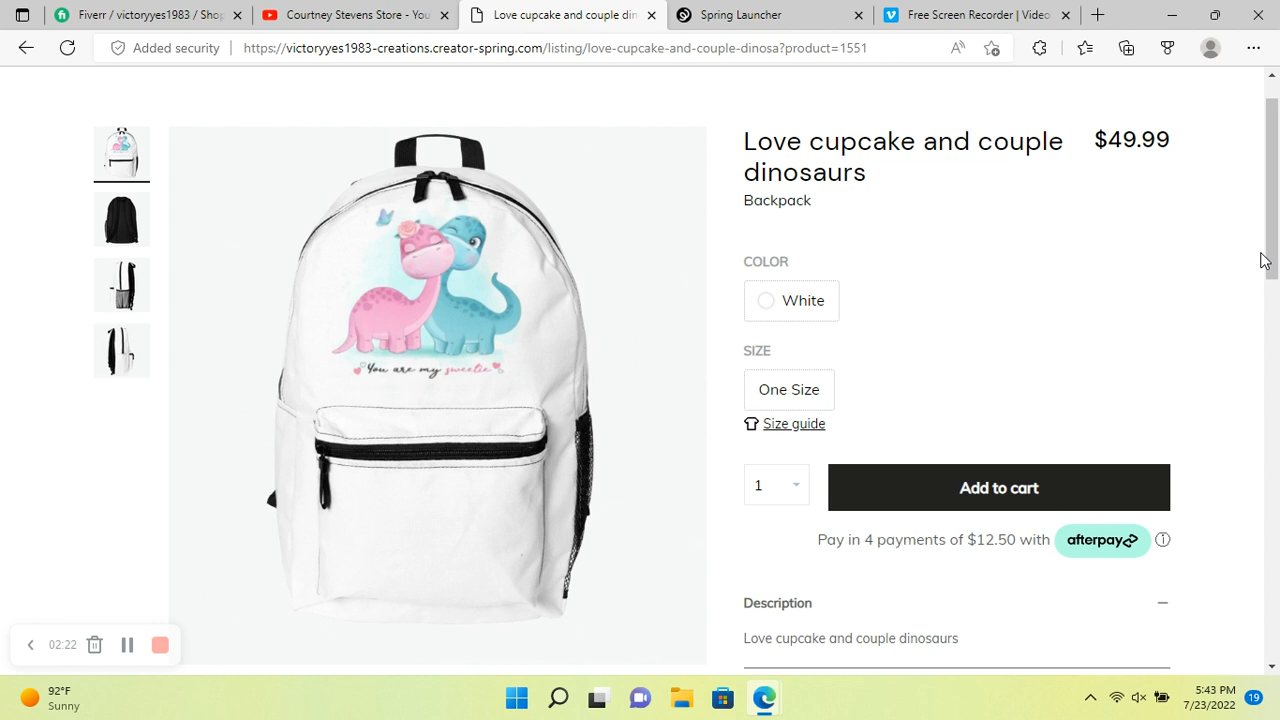 Fiverr / victoryyes1983 / Shop
Courtney Stevens Store - You
Love cupcake and couple din
Spring Launcher
Free Screen Recorder | Video
Added security
https://victoryyes1983-creations.creator-spring.com/listing/love-cupcake-and-couple-dinosa?product=1551
Love cupcake and couple
dinosaurs
$49.99
Backpack
COLOR
White
SIZE
One Size
Size guide
1
Add to cart
Pay in 4 payments of $12.50 with afterpay
Description
Love cupcake and couple dinosaurs
You are my sweetie
02:22
92°F
Sunny
5:43 PM
7/23/2022
19